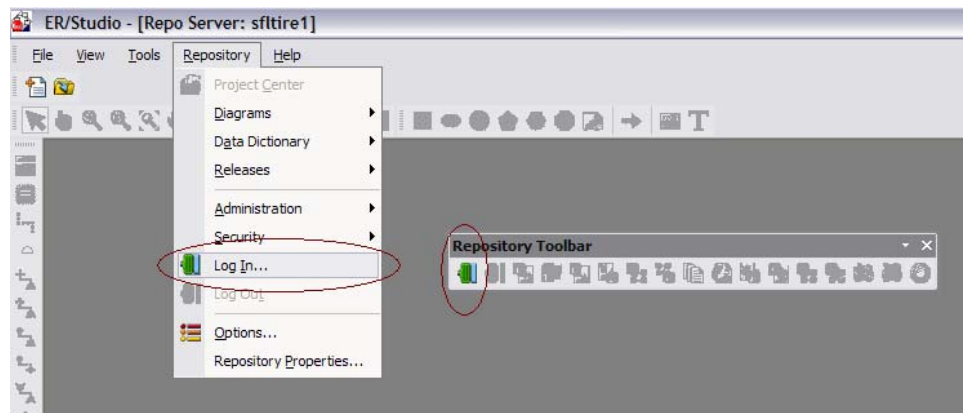 ER/Studio - [Repo Server: sfltire1]
File View Tools Repository Help
Project Center
Diagrams
Data Dictionary
Releases
Administration
Security
Log In...
Log Out
Options...
Repository Properties...
Repository Toolbar
T